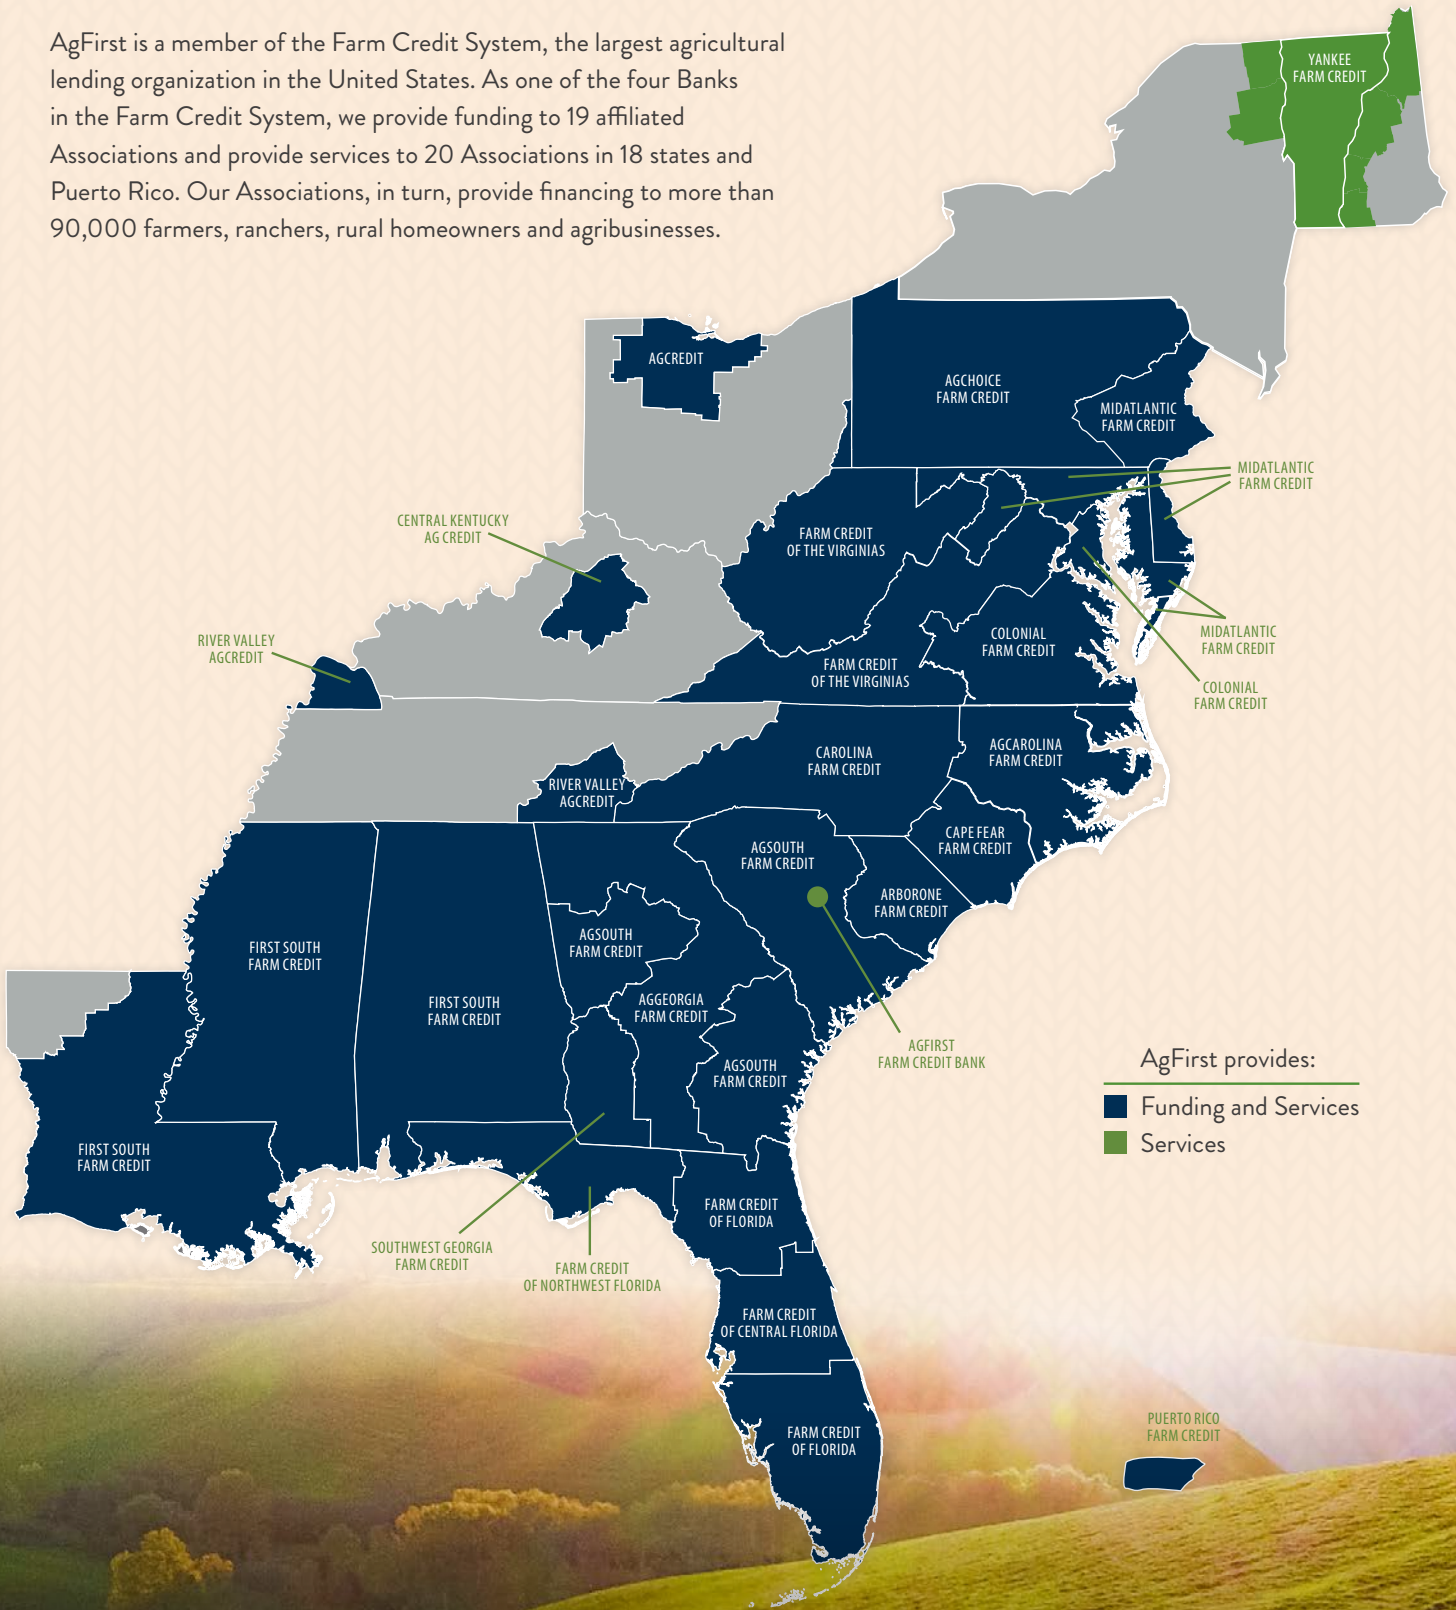 AgFirst is a member of the Farm Credit System, the largest agricultural
lending organization in the United States. As one of the four Banks
in the Farm Credit System, we provide funding to 19 affiliated
Associations and provide services to 20 Associations in 18 states and
Puerto Rico. Our Associations, in turn, provide financing to more than
90,000 farmers, ranchers, rural homeowners and agribusinesses.
YANKEE
FARM CREDIT
AGCREDIT
AGCHOICE
FARM CREDIT
MIDATLANTIC
FARM CREDIT
MIDATLANTIC
FARM CREDIT
CENTRAL KENTUCKY
AG CREDIT
FARM CREDIT
OF THE VIRGINIAS
RIVER VALLEY
AGCREDIT
COLONIAL
FARM CREDIT
MIDATLANTIC
FARM CREDIT
FARM CREDIT
OF THE VIRGINIAS
COLONIAL
FARM CREDIT
CAROLINA
FARM CREDIT
AGCAROLINA
FARM CREDIT
RIVER VALLEY
AGCREDIT
CAPE FEAR
FARM CREDIT
AGSOUTH
FARM CREDIT
ARBORONE
FARM CREDIT
FIRST SOUTH
FARM CREDIT
AGSOUTH
FARM CREDIT
FIRST SOUTH
FARM CREDIT
AGGEORGIA
FARM CREDIT
AGSOUTH
FARM CREDIT
AGFIRST
FARM CREDIT BANK
AgFirst provides:
Funding and Services
Services
FIRST SOUTH
FARM CREDIT
FARM CREDIT
OF FLORIDA
SOUTHWEST GEORGIA
FARM CREDIT
FARM CREDIT
OF NORTHWEST FLORIDA
FARM CREDIT
OF CENTRAL FLORIDA
FARM CREDIT
OF FLORIDA
PUERTO RICO
FARM CREDIT